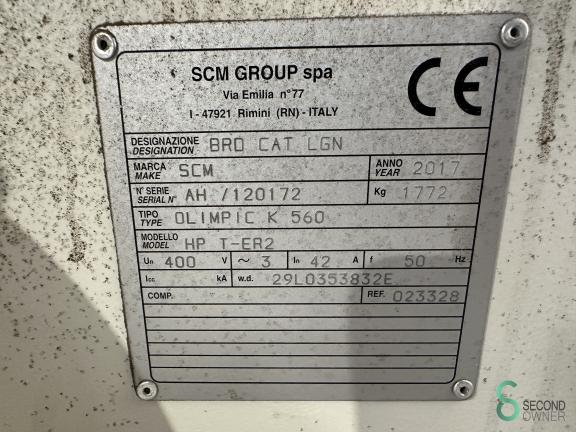 SCM GROUP spa
Via Emilia n°77
I - 47921 Rimini (RN) - ITALY
CE
DESIGNAZIONE
DESIGNATION BRD CAT LGN
MARCA
MAKE SCM ANNO
YEAR 2017
N° SERIE
SERIAL N° AH /120172 Kg 1772
TIPO
TYPE OLIMPIC K 560
MODELLO
MODEL HP T-ER2
Un 400 V ~ 3 In 42 A f 50 Hz
Icc kA w.d. 29L0353832E
COMP. REF. 023328
SECOND
OWNER